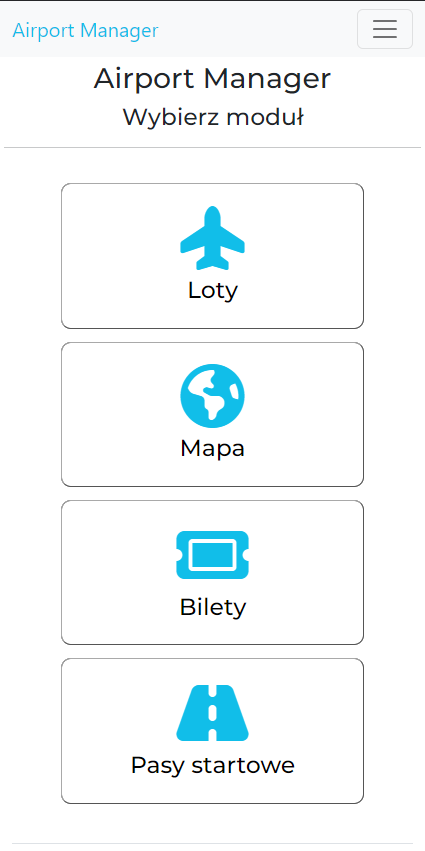 Airport Manager
Airport Manager
Wybierz moduł
Loty
Mapa
Bilety
Pasy startowe